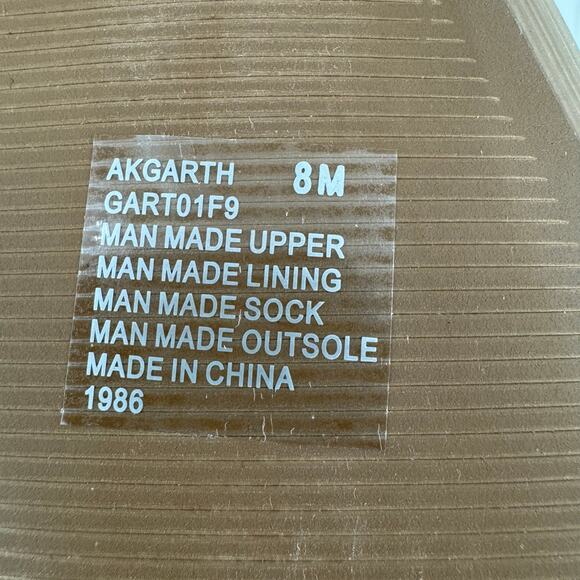 AKGARTH 8M
GART01F9
MAN MADE UPPER
MAN MADE LINING
MAN MADE SOCK
MAN MADE OUTSOLE
MADE IN CHINA
1986